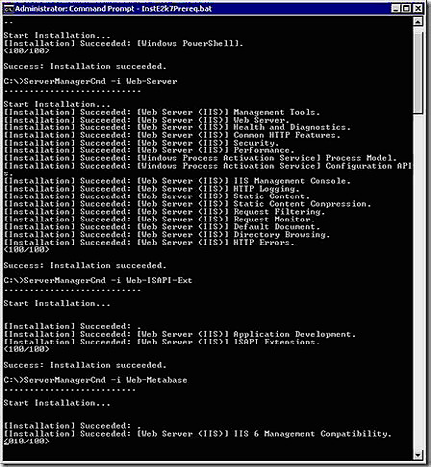 Administrator: Command Prompt - InstE2k7Prereq.bat
--
Start Installation...
[Installation] Succeeded: [Windows PowerShell].
<100/100>
Success: Installation succeeded.
C:\>ServerManagerCmd -i Web-Server
..........................
Start Installation...
[Installation] Succeeded: [Web Server (IIS)] Management Tools.
[Installation] Succeeded: [Web Server (IIS)] Web Server.
[Installation] Succeeded: [Web Server (IIS)] Health and Diagnostics.
[Installation] Succeeded: [Web Server (IIS)] Common HTTP Features.
[Installation] Succeeded: [Web Server (IIS)] Security.
[Installation] Succeeded: [Web Server (IIS)] Performance.
[Installation] Succeeded: [Windows Process Activation Service] Process Model.
[Installation] Succeeded: [Windows Process Activation Service] Configuration API
s.
[Installation] Succeeded: [Web Server (IIS)] IIS Management Console.
[Installation] Succeeded: [Web Server (IIS)] HTTP Logging.
[Installation] Succeeded: [Web Server (IIS)] Static Content.
[Installation] Succeeded: [Web Server (IIS)] Static Content Compression.
[Installation] Succeeded: [Web Server (IIS)] Request Filtering.
[Installation] Succeeded: [Web Server (IIS)] Request Monitor.
[Installation] Succeeded: [Web Server (IIS)] Default Document.
[Installation] Succeeded: [Web Server (IIS)] Directory Browsing.
[Installation] Succeeded: [Web Server (IIS)] HTTP Errors.
<100/100>
Success: Installation succeeded.
C:\>ServerManagerCmd -i Web-ISAPI-Ext
..........................
Start Installation...
[Installation] Succeeded: .
[Installation] Succeeded: [Web Server (IIS)] Application Development.
[Installation] Succeeded: [Web Server (IIS)] ISAPI Extensions.
<100/100>
Success: Installation succeeded.
C:\>ServerManagerCmd -i Web-Metabase
.........................
Start Installation...
[Installation] Succeeded: .
[Installation] Succeeded: [Web Server (IIS)] IIS 6 Management Compatibility.
<010/100>